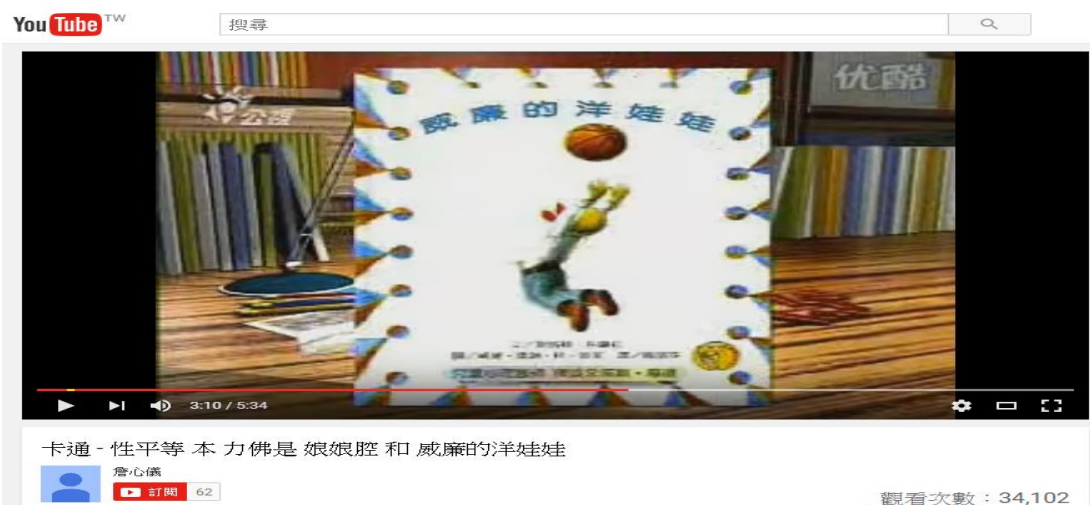 You Tube TW
搜尋
优酷
公視
威廉的洋娃娃
3:10 / 5:34
卡通 - 性平等 本 力佛是 娘娘腔 和 威廉的洋娃娃
詹心儀
訂閱 62
觀看次數：34,102